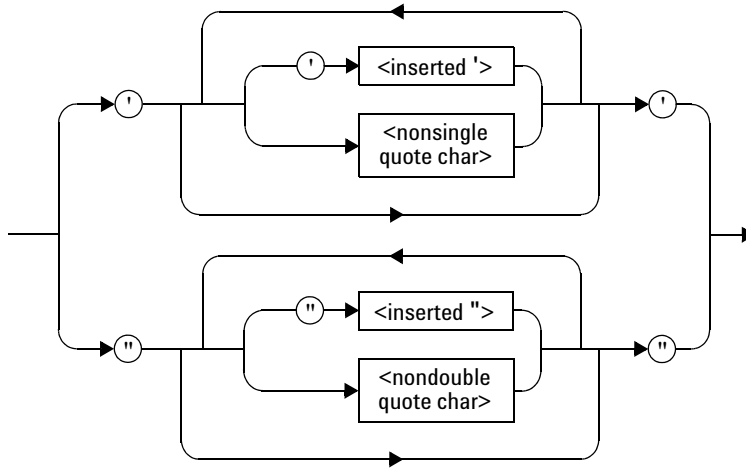 ' <inserted '>
' <nonsingle '
quote char>
" <inserted ">
" <nondouble "
quote char>